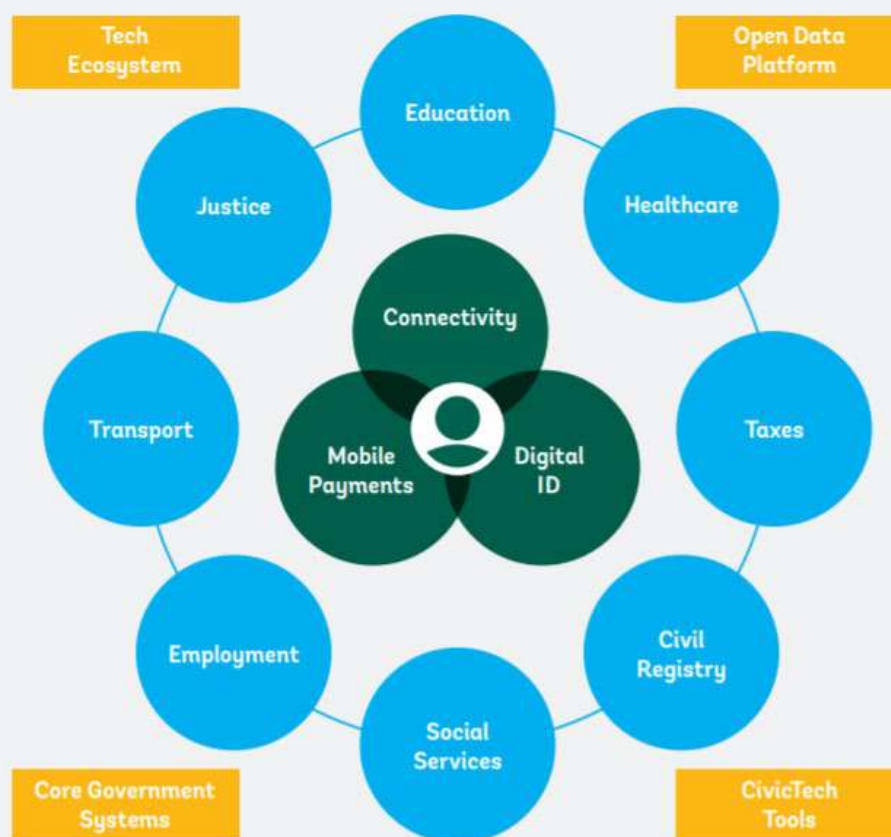 Tech
Ecosystem
Open Data
Platform
Education
Justice
Healthcare
Connectivity
Transport
Taxes
Mobile
Payments
Digital
ID
Employment
Civil
Registry
Social
Services
Core Government
Systems
CivicTech
Tools